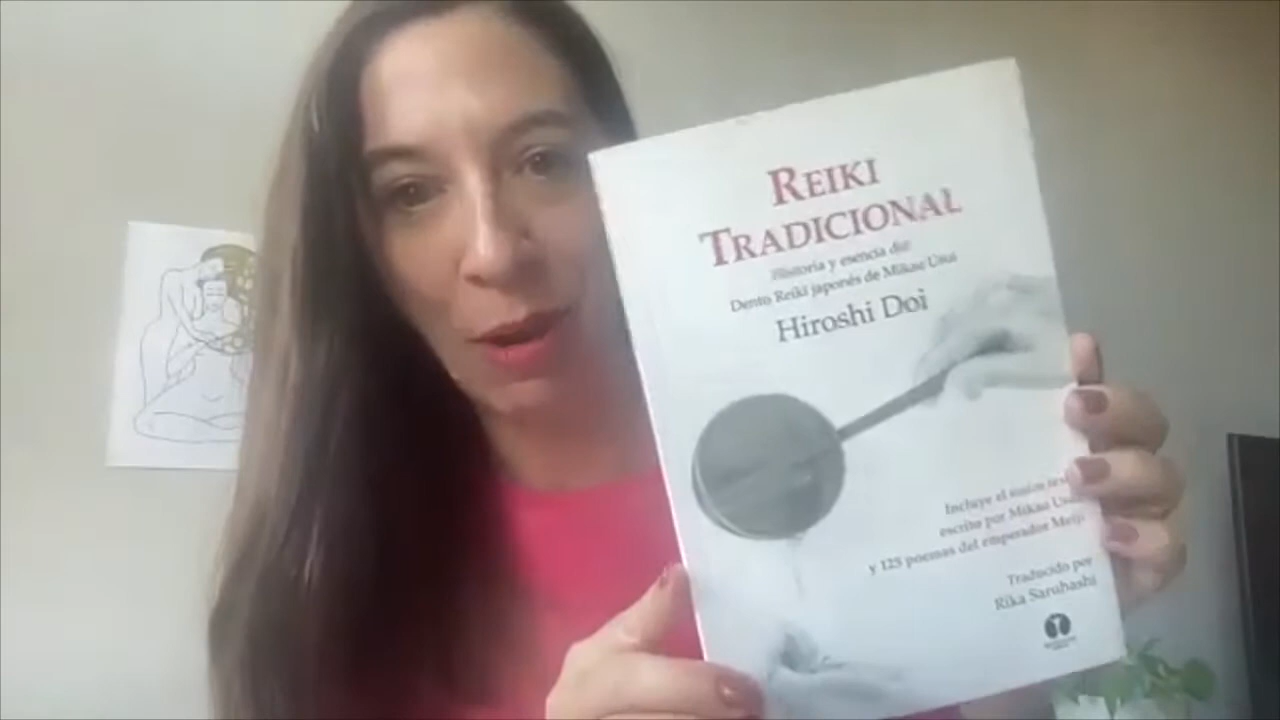 REIKI
TRADICIONAL
Historia y esencia del
Dento Reiki japonés de Mikao Usui
Hiroshi Doi
Incluye el único
escrito por Mikao
y 125 poemas del emperador Meiji
Traducido por
Rika Saruhashi